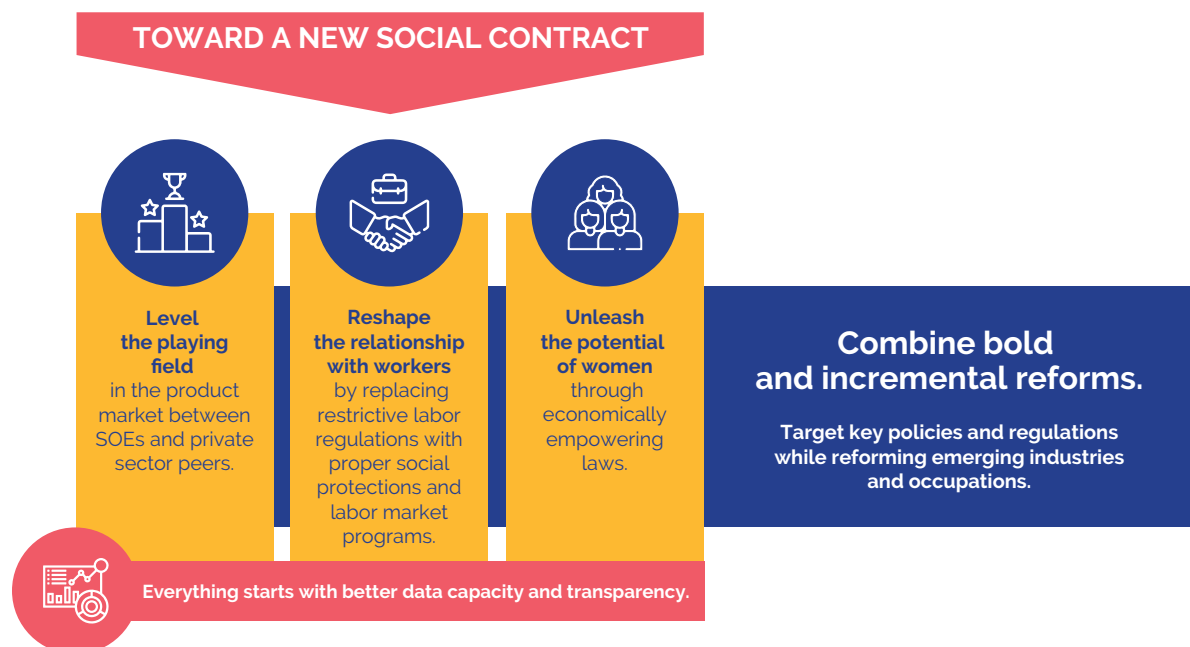 TOWARD A NEW SOCIAL CONTRACT
Level
the playing
field
in the product
market between
SOEs and private
sector peers.
Reshape
the relationship
with workers
by replacing
restrictive labor
regulations with
proper social
protections and
labor market
programs.
Unleash
the potential
of women
through
economically
empowering
laws.
Combine bold
and incremental reforms.
Target key policies and regulations
while reforming emerging industries
and occupations.
Everything starts with better data capacity and transparency.